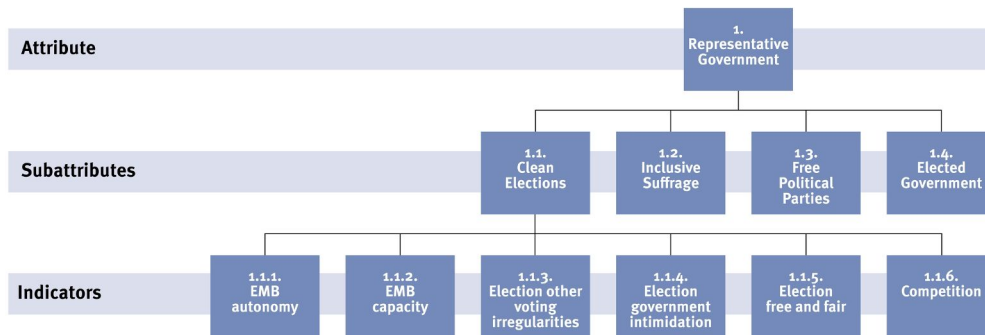 Attribute
1.
Representative
Government
Subattributes
1.1.
Clean
Elections
1.2.
Inclusive
Suffrage
1.3.
Free
Political
Parties
1.4.
Elected
Government
Indicators
1.1.1.
EMB
autonomy
1.1.2.
EMB
capacity
1.1.3.
Election other
voting
irregularities
1.1.4.
Election
government
intimidation
1.1.5.
Election
free and fair
1.1.6.
Competition